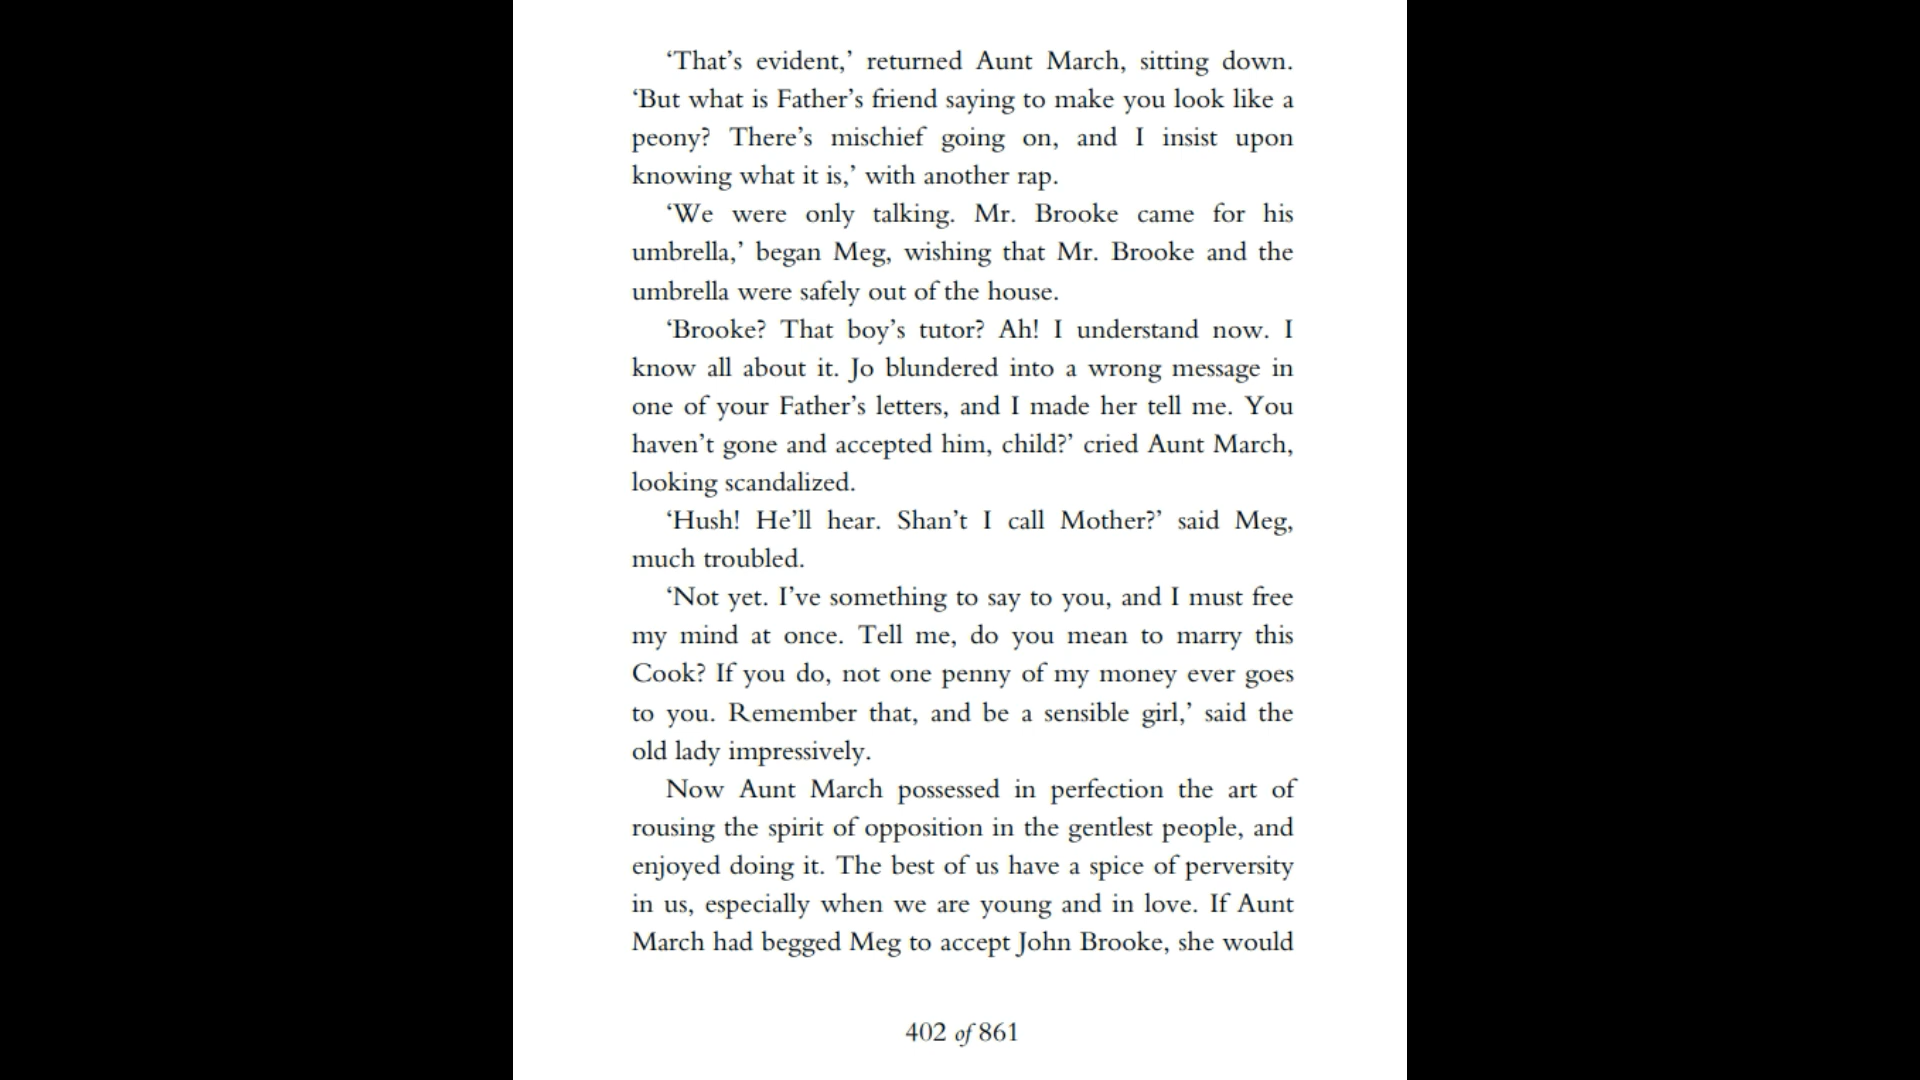 ‘That’s evident,’ returned Aunt March, sitting down.
‘But what is Father’s friend saying to make you look like a
peony? There’s mischief going on, and I insist upon
knowing what it is,’ with another rap.
‘We were only talking. Mr. Brooke came for his
umbrella,’ began Meg, wishing that Mr. Brooke and the
umbrella were safely out of the house.
‘Brooke? That boy’s tutor? Ah! I understand now. I
know all about it. Jo blundered into a wrong message in
one of your Father’s letters, and I made her tell me. You
haven’t gone and accepted him, child?’ cried Aunt March,
looking scandalized.
‘Hush! He’ll hear. Shan’t I call Mother?’ said Meg,
much troubled.
‘Not yet. I’ve something to say to you, and I must free
my mind at once. Tell me, do you mean to marry this
Cook? If you do, not one penny of my money ever goes
to you. Remember that, and be a sensible girl,’ said the
old lady impressively.
Now Aunt March possessed in perfection the art of
rousing the spirit of opposition in the gentlest people, and
enjoyed doing it. The best of us have a spice of perversity
in us, especially when we are young and in love. If Aunt
March had begged Meg to accept John Brooke, she would
402 of 861